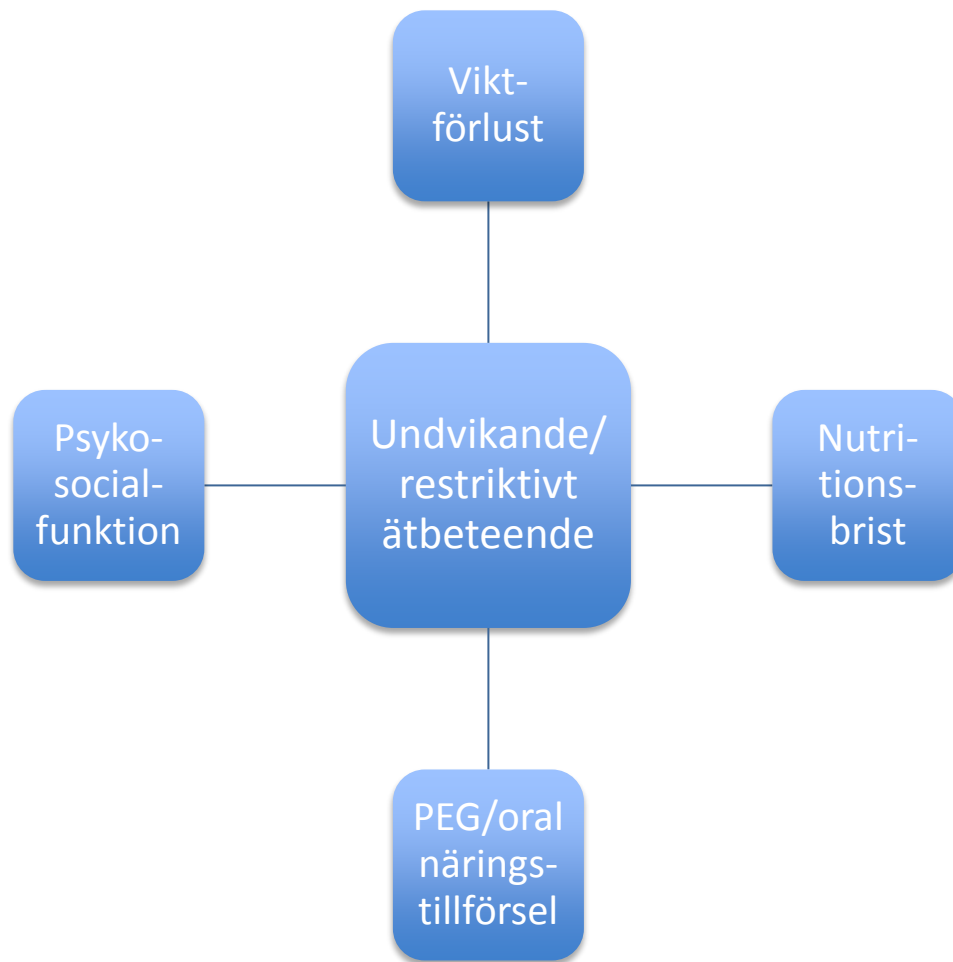 Vikt-
förlust
Psyko-
social-
funktion
Undvikande/
restriktivt
ätbeteende
Nutri-
tions-
brist
PEG/oral
närings-
tillförsel